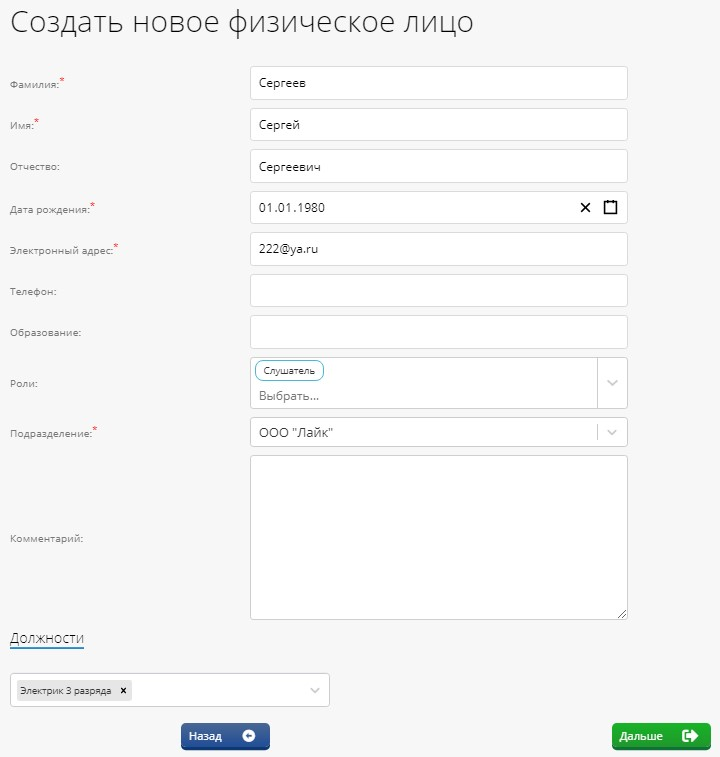 Создать новое физическое лицо
Фамилия:* Сергеев
Имя:* Сергей
Отчество: Сергеевич
Дата рождения:* 01.01.1980
Электронный адрес:* 222@ya.ru
Телефон:
Образование:
Слушатель
Роли:
Выбрать...
Подразделение:* ООО "Лайк"
Комментарий:
Должности
Электрик 3 разряда ×
Назад Дальше